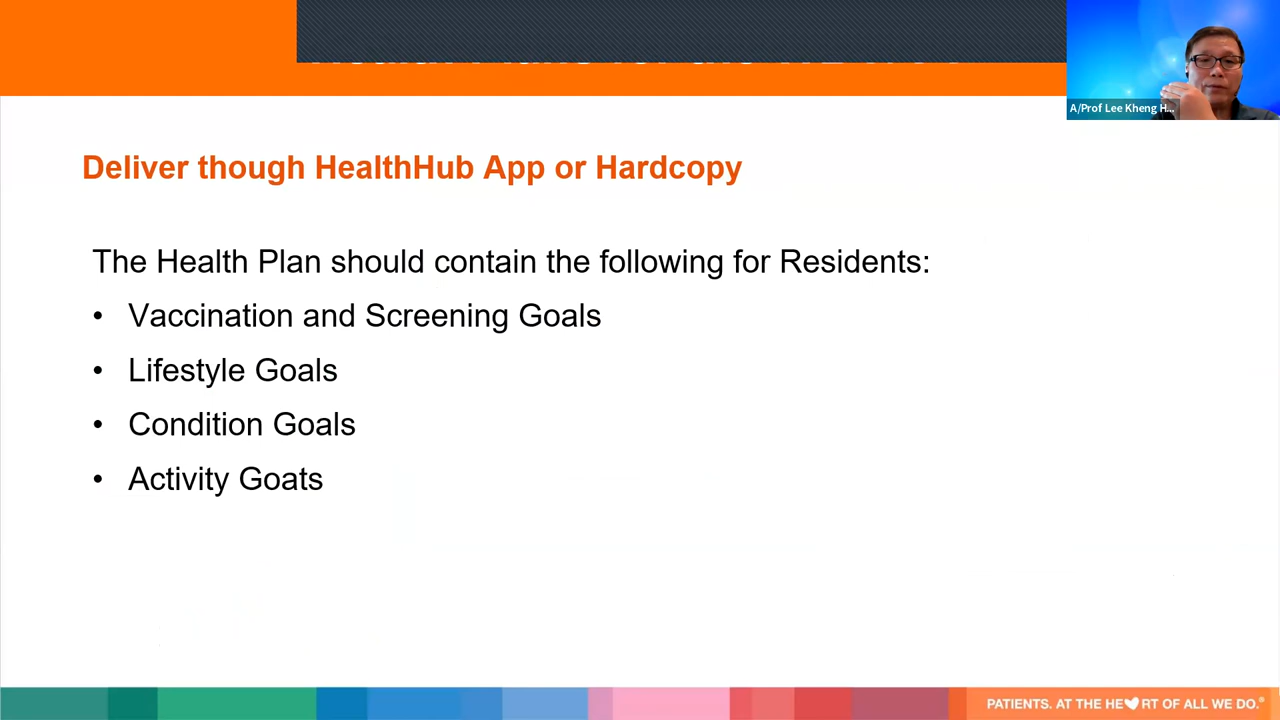 Deliver though HealthHub App or Hardcopy
The Health Plan should contain the following for Residents:
• Vaccination and Screening Goals
• Lifestyle Goals
• Condition Goals
• Activity Goats
A/Prof Lee Kheng H...
PATIENTS. AT THE HE♥RT OF ALL WE DO.®